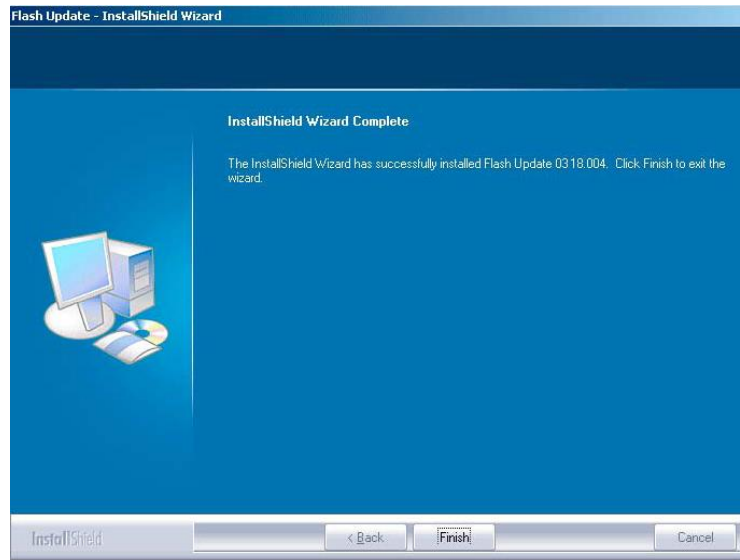 Flash Update - InstallShield Wizard
InstallShield Wizard Complete
The InstallShield Wizard has successfully installed Flash Update 0318.004. Click Finish to exit the
wizard.
InstallShield
< Back
Finish
Cancel